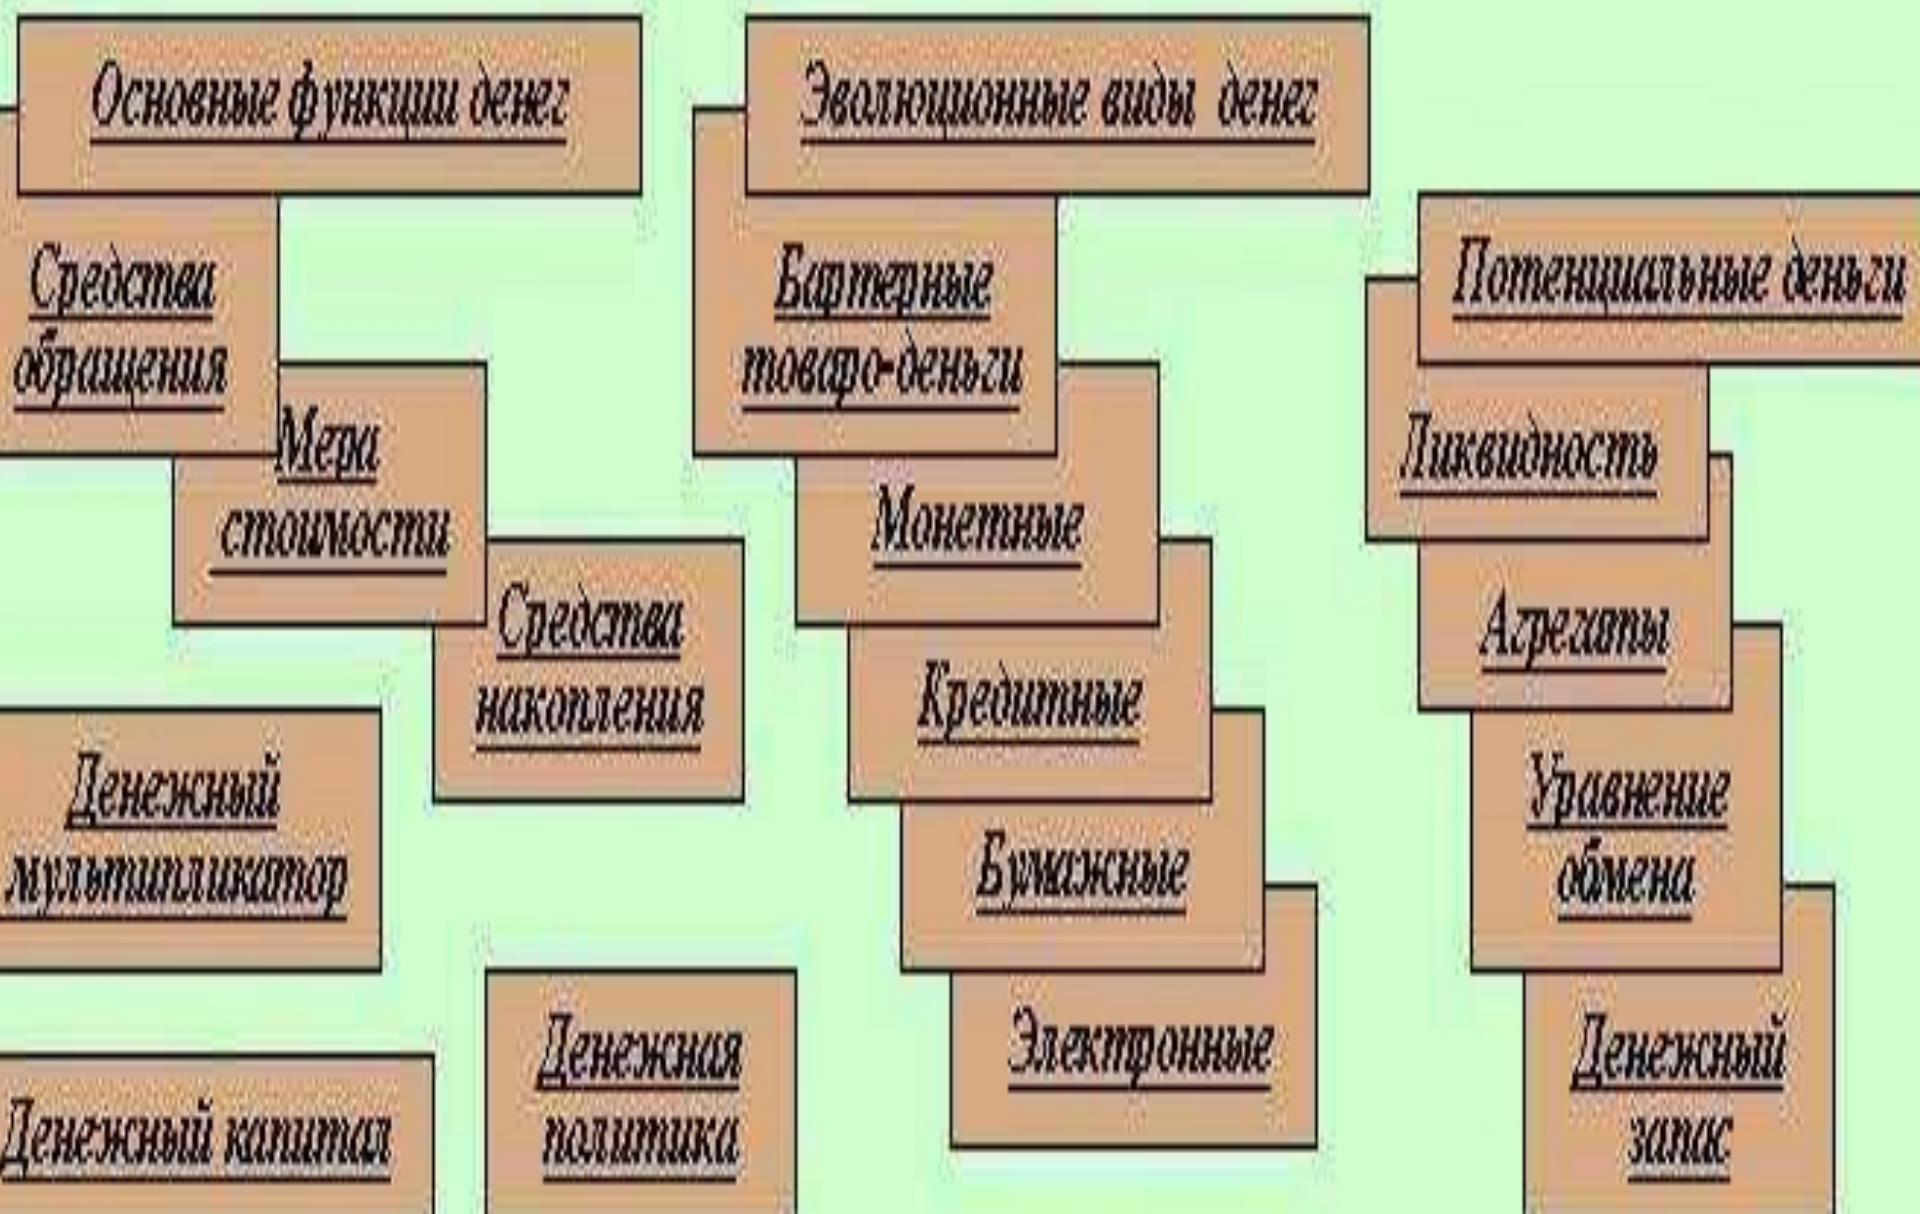 Основные функции денег
Средства
обращения
Мера
стоимости
Средства
накопления
Денежный
мультипликатор
Денежный капитал
Денежная
политика
Эволюционные виды денег
Бартерные
товаро-деньги
Монетные
Кредитные
Бумажные
Электронные
Потенциальные деньги
Ликвидность
Агрегаты
Уравнение
обмена
Денежный
запас